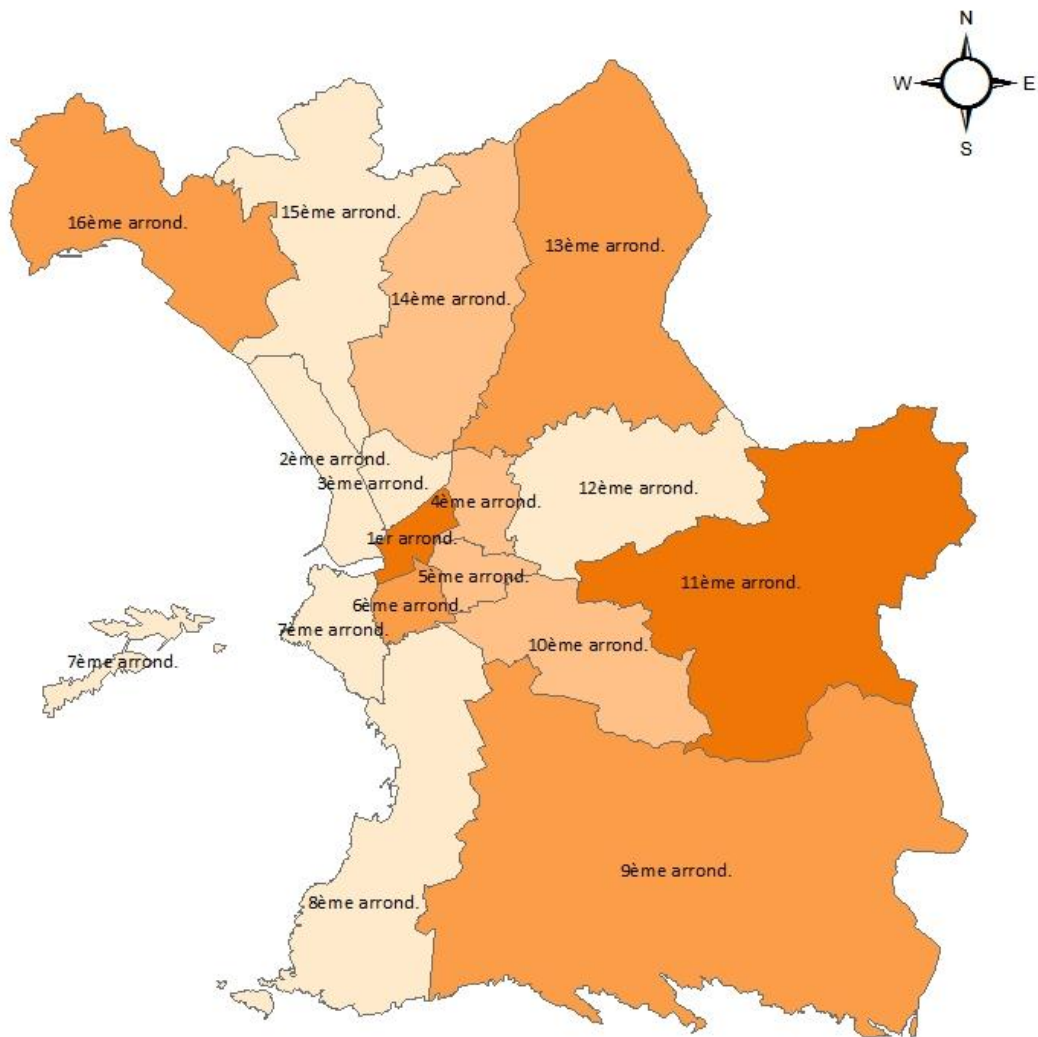 N
W
E
S
16ème arrond.
15ème arrond.
13ème arrond.
14ème arrond.
2ème arrond.
3ème arrond.
12ème arrond.
4ème arrond.
1er arrond.
5ème arrond.
11ème arrond.
6ème arrond.
7ème arrond.
10ème arrond.
7ème arrond.
9ème arrond.
8ème arrond.